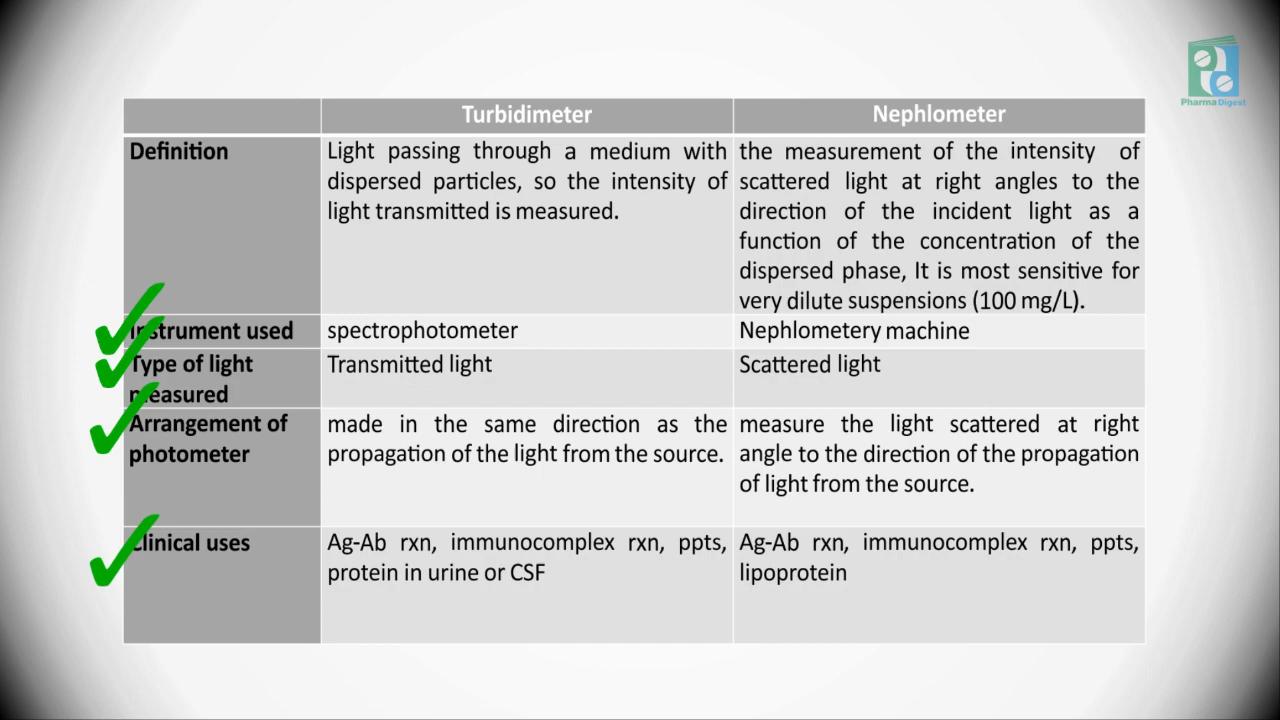 Pharma Digest
Turbidimeter
Nephlometer
Definition
Light passing through a medium with
dispersed particles, so the intensity of
light transmitted is measured.
the measurement of the intensity of
scattered light at right angles to the
direction of the incident light as a
function of the concentration of the
dispersed phase, It is most sensitive for
very dilute suspensions (100 mg/L).
Instrument used
spectrophotometer
Nephlometery machine
Type of light
measured
Transmitted light
Scattered light
Arrangement of
photometer
made in the same direction as the
propagation of the light from the source.
measure the light scattered at right
angle to the direction of the propagation
of light from the source.
Clinical uses
Ag-Ab rxn, immunocomplex rxn, ppts,
protein in urine or CSF
Ag-Ab rxn, immunocomplex rxn, ppts,
lipoprotein